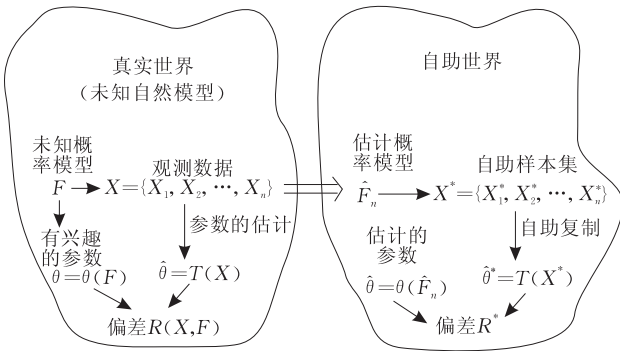 真实世界
（未知自然模型）
未知概
率模型
观测数据
F
X={X₁, X₂, …, Xₙ}
参数的估计
有兴趣
的参数
θ=θ(F)
θ̂=T(X)
偏差R(X,F)
自助世界
估计概
率模型
自助样本集
F̂ₙ
X*={X₁*, X₂*, …, Xₙ*}
自助复制
估计的
参数
θ̂=θ(F̂ₙ)
θ̂*=T(X*)
偏差R*